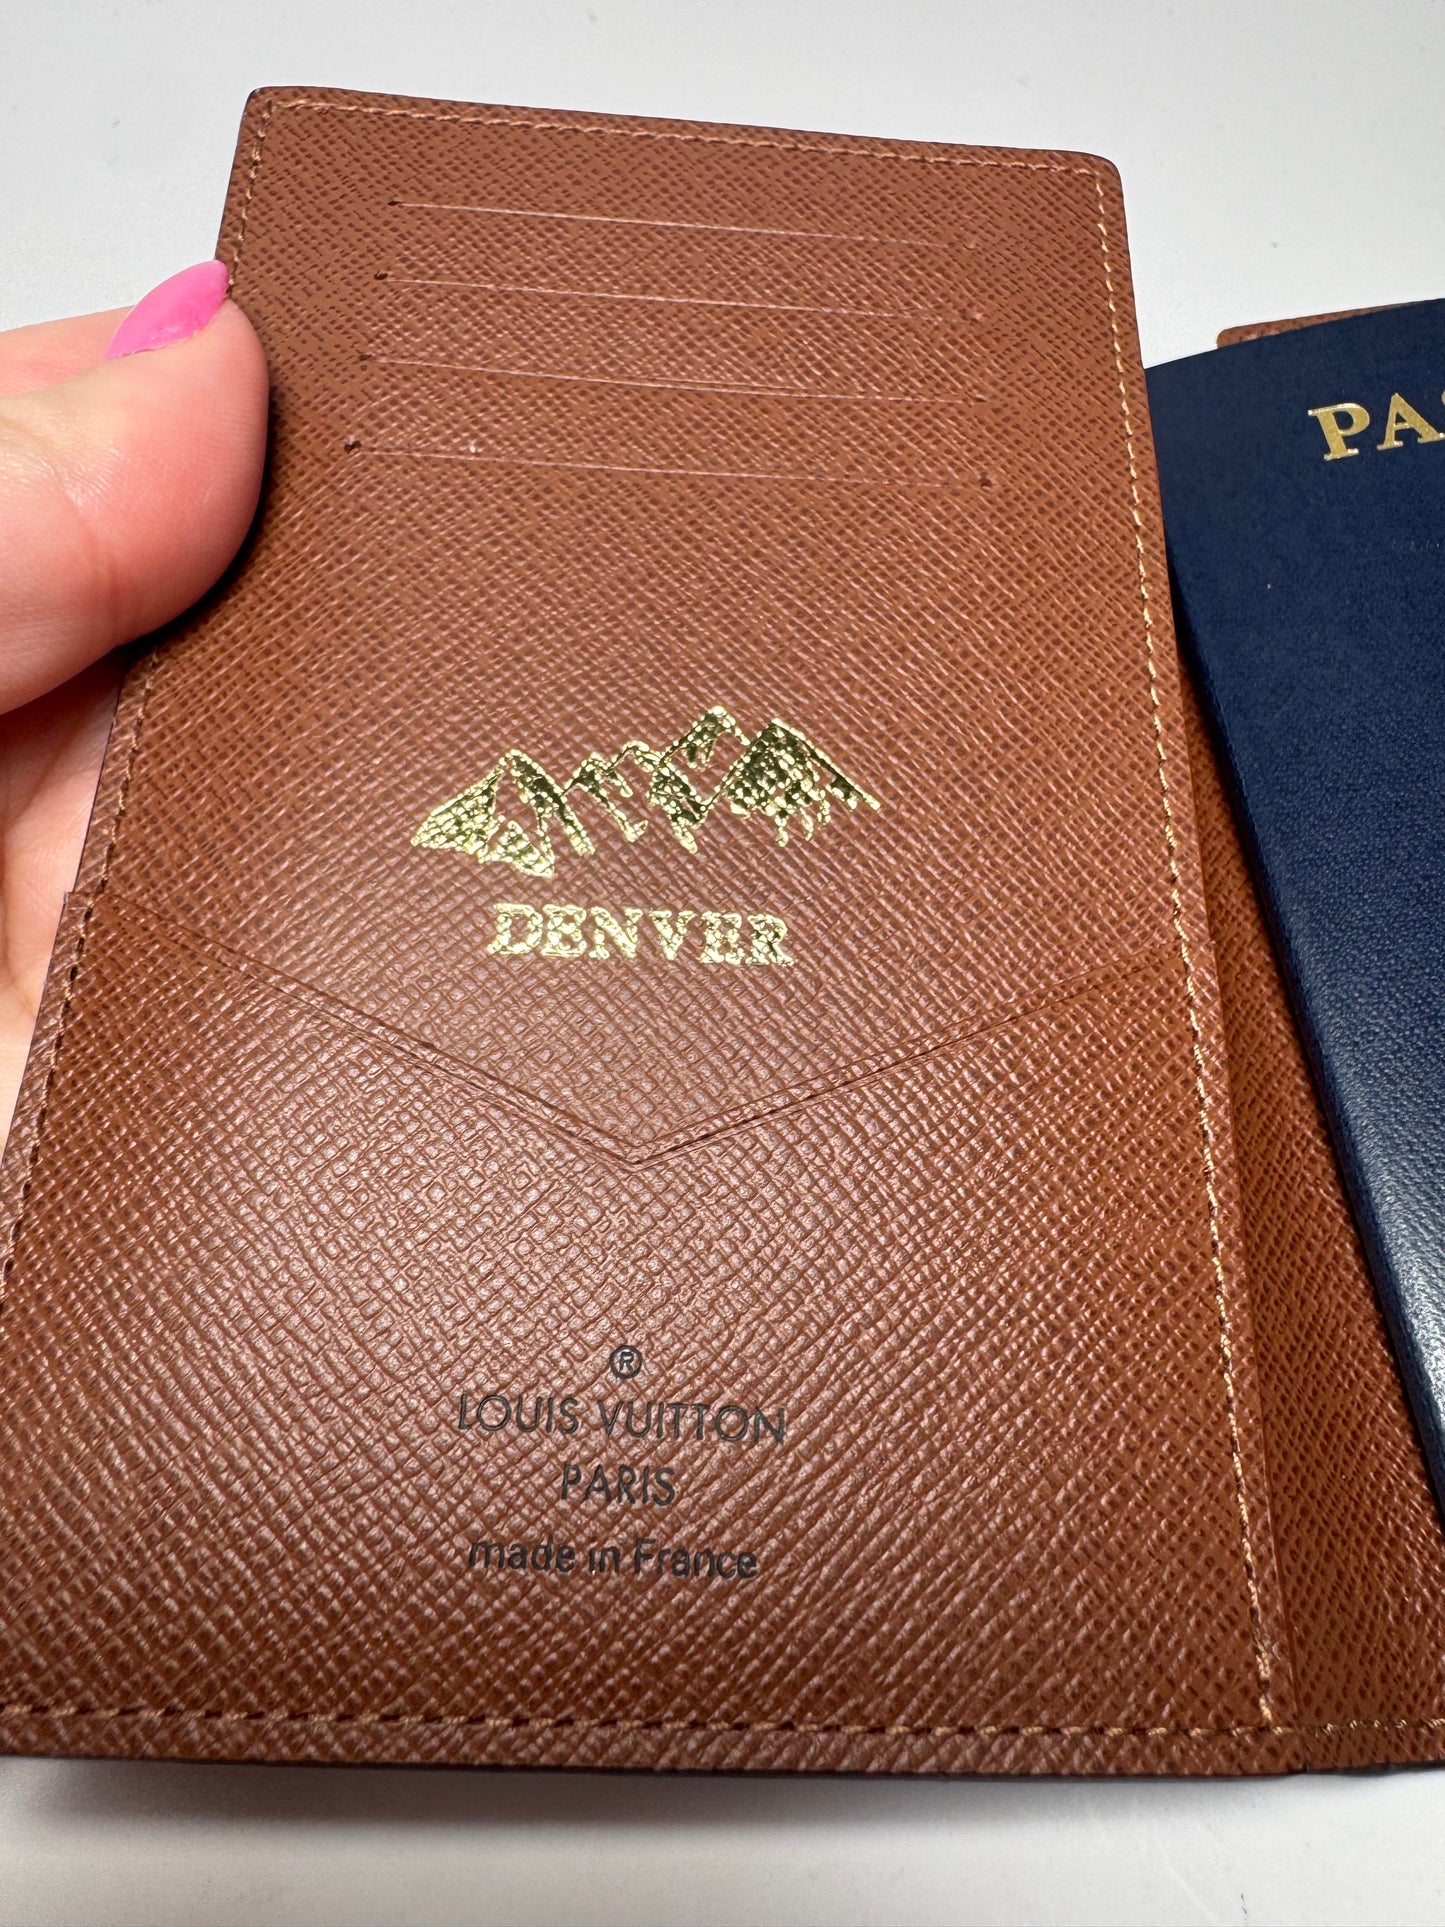 DENVER
®
LOUIS VUITTON
PARIS
made in France